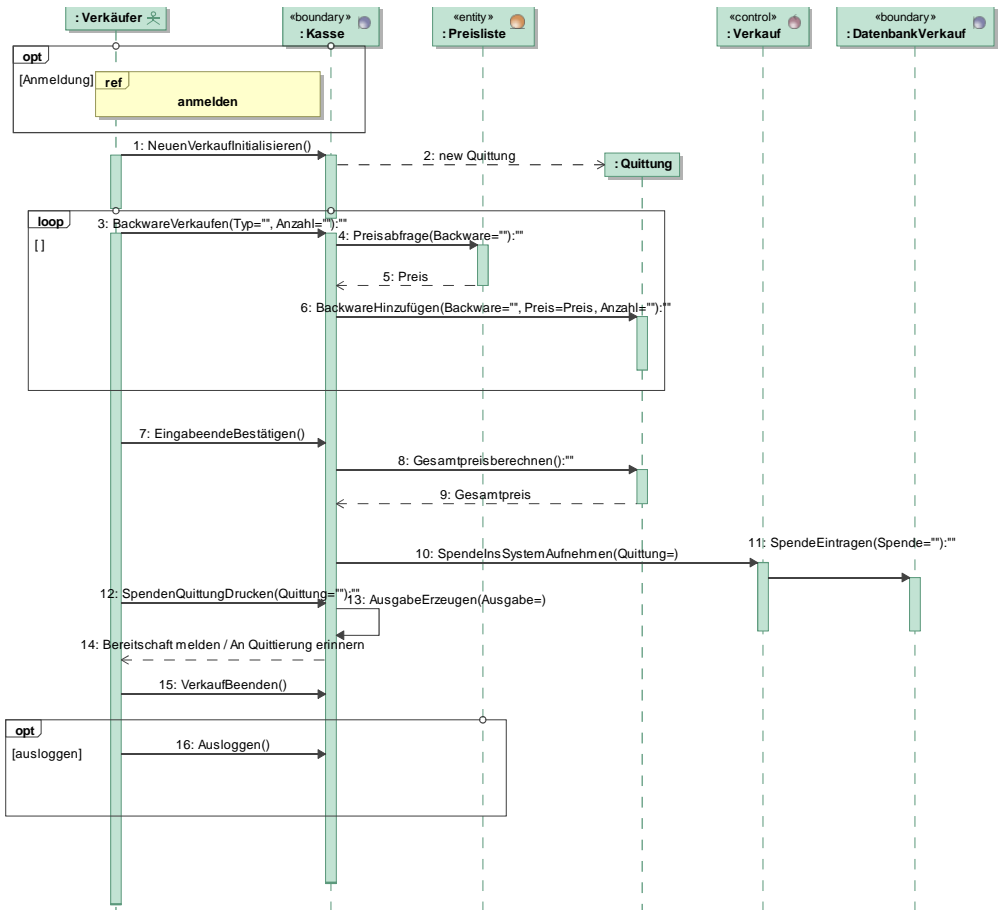 : Verkäufer
«boundary»
: Kasse
«entity»
: Preisliste
«control»
: Verkauf
«boundary»
: DatenbankVerkauf
opt
[Anmeldung]
ref
anmelden
1: NeuenVerkaufInitialisieren()
2: new Quittung
: Quittung
loop
[ ]
3: BackwareVerkaufen(Typ="", Anzahl=""):""
4: Preisabfrage(Backware=""):""
5: Preis
6: BackwareHinzufügen(Backware="", Preis=Preis, Anzahl=""):""
7: EingabeendeBestätigen()
8: Gesamtpreisberechnen():""
9: Gesamtpreis
10: SpendeInsSystemAufnehmen(Quittung=)
11: SpendeEintragen(Spende=""):""
12: SpendenQuittungDrucken(Quittung=""):""
13: AusgabeErzeugen(Ausgabe=)
14: Bereitschaft melden / An Quittierung erinnern
15: VerkaufBeenden()
opt
[ausloggen]
16: Ausloggen()